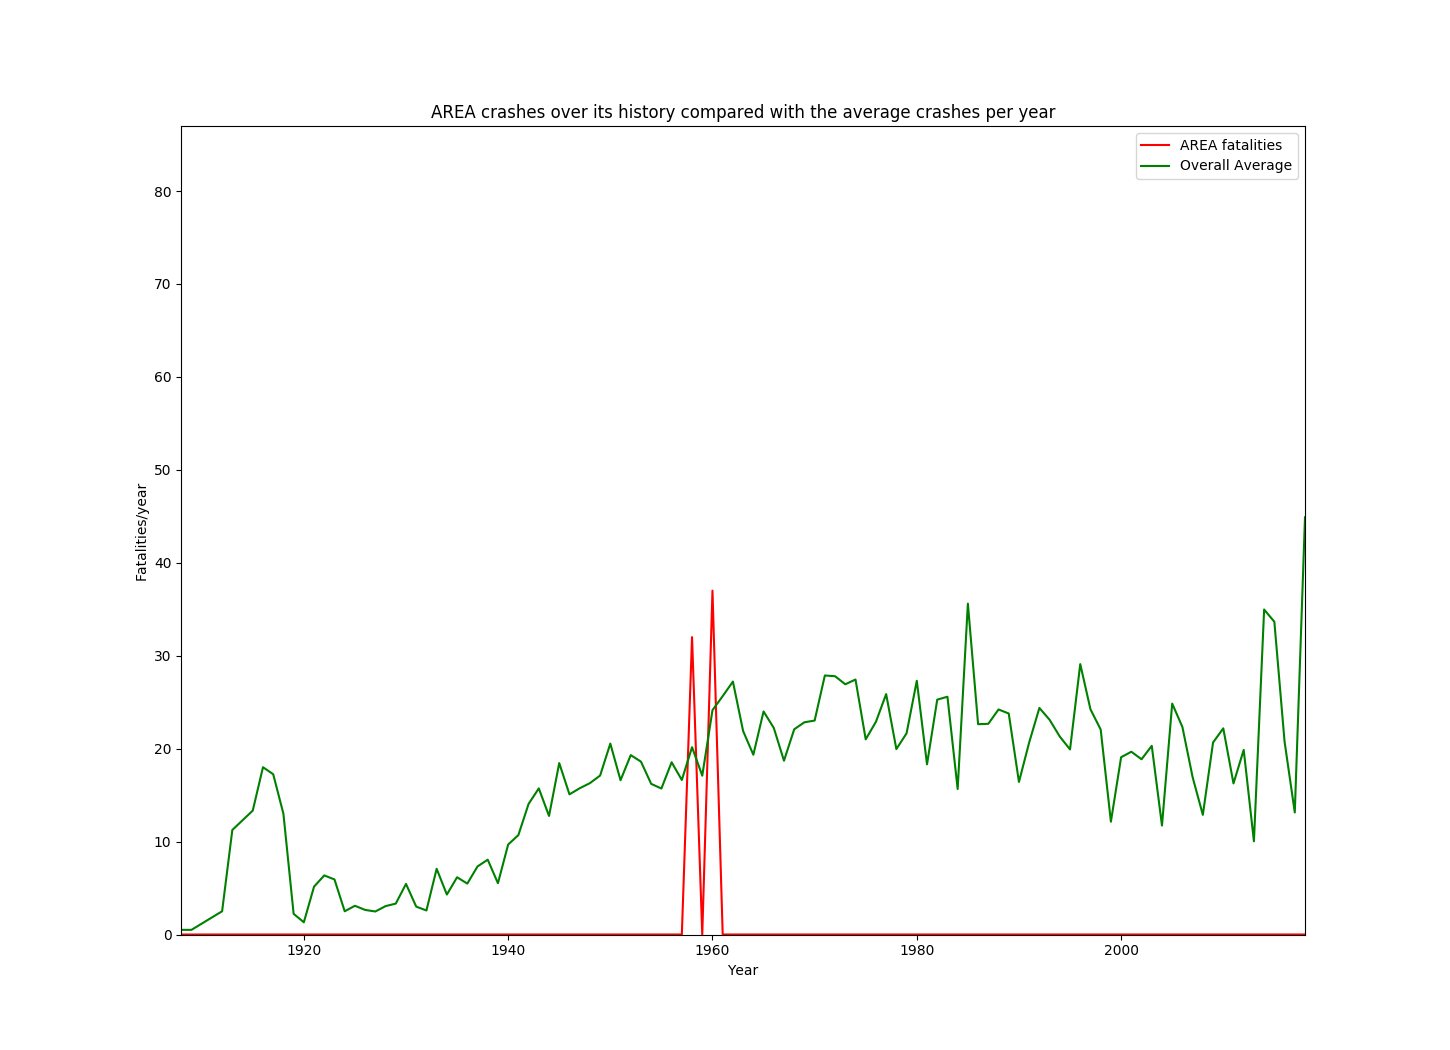 AREA crashes over its history compared with the average crashes per year
AREA fatalities
Overall Average
80
70
60
50
40
30
20
10
0
Fatalities/year
1920 1940 1960 1980 2000
Year